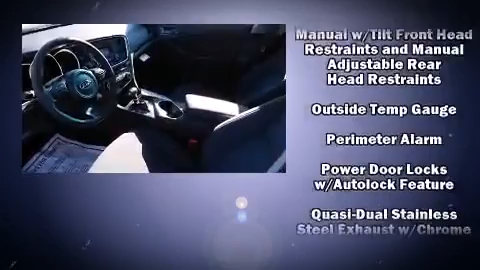 Manual w/Tilt Front Head
Restraints and Manual
Adjustable Rear
Head Restraints
Outside Temp Gauge
Perimeter Alarm
Power Door Locks
w/Autolock Feature
Quasi-Dual Stainless
Steel Exhaust w/Chrome